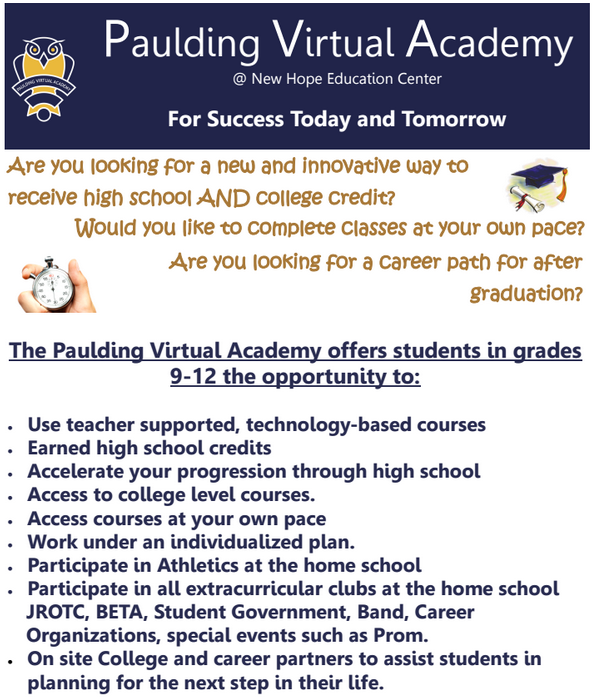 Paulding Virtual Academy
@ New Hope Education Center
PAULDING VIRTUAL ACADEMY
For Success Today and Tomorrow
Are you looking for a new and innovative way to
receive high school AND college credit?
Would you like to complete classes at your own pace?
Are you looking for a career path for after
graduation?
The Paulding Virtual Academy offers students in grades
9-12 the opportunity to:
• Use teacher supported, technology-based courses
• Earned high school credits
• Accelerate your progression through high school
• Access to college level courses.
• Access courses at your own pace
• Work under an individualized plan.
• Participate in Athletics at the home school
• Participate in all extracurricular clubs at the home school
JROTC, BETA, Student Government, Band, Career
Organizations, special events such as Prom.
• On site College and career partners to assist students in
planning for the next step in their life.